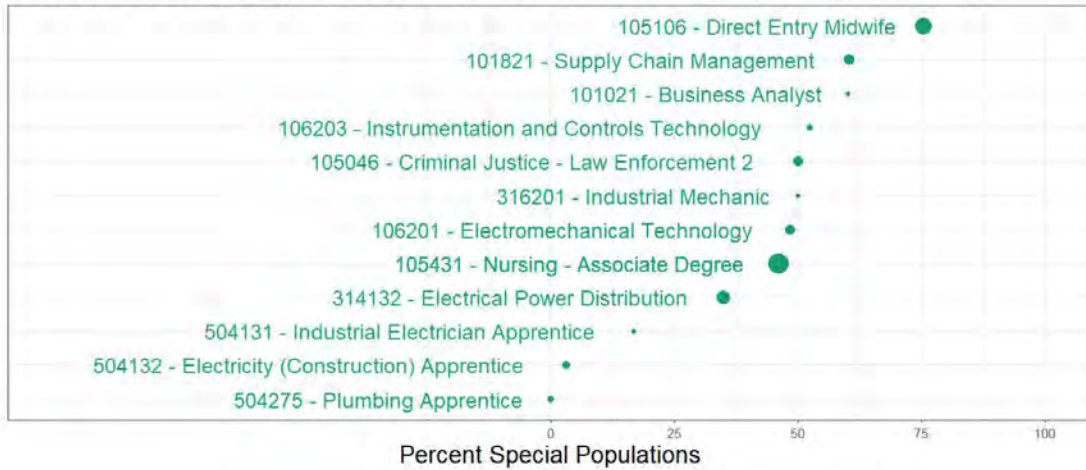 105106 - Direct Entry Midwife
101821 - Supply Chain Management
101021 - Business Analyst
106203 - Instrumentation and Controls Technology
105046 - Criminal Justice - Law Enforcement 2
316201 - Industrial Mechanic
106201 - Electromechanical Technology
105431 - Nursing - Associate Degree
314132 - Electrical Power Distribution
504131 - Industrial Electrician Apprentice
504132 - Electricity (Construction) Apprentice
504275 - Plumbing Apprentice
0 25 50 75 100
Percent Special Populations